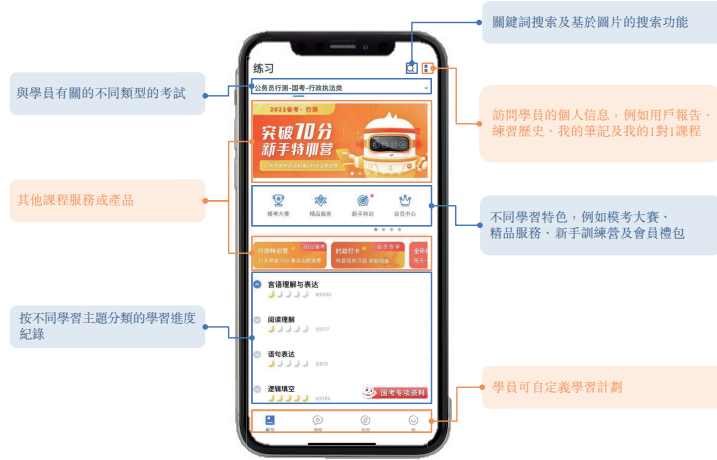 關鍵詞搜索及基於圖片的搜索功能
练习
公务员行测-国考-行政执法类
與學員有關的不同類型的考試
2022省考·行测
突破70分
新手特训营
訪問學員的個人信息，例如用戶報告、
練習歷史、我的筆記及我的1對1課程
其他課程服務或產品
模考大赛
精品服务
新手特训
会员中心
不同學習特色，例如模考大賽、
精品服務、新手訓練營及會員禮包
2022省考
时政打卡
会员专享
全年
言语理解与表达
阅读理解
按不同學習主題分類的學習進度
紀錄
语句表达
逻辑填空
国考专项资料
學員可自定義學習計劃
练习
我